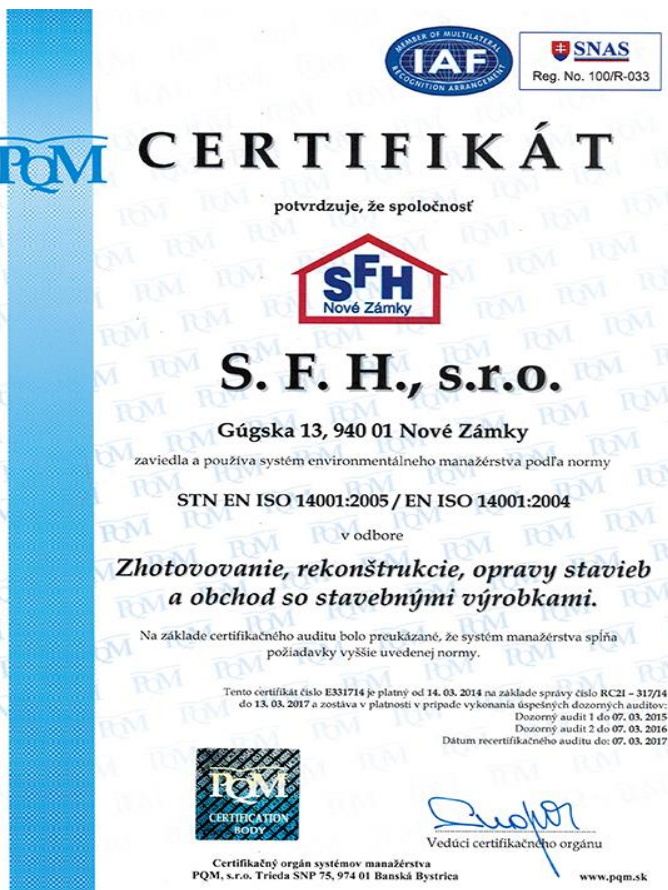 MEMBER OF MULTILATERAL
IAF
RECOGNITION ARRANGEMENT
SNAS
Reg. No. 100/R-033
PQM
CERTIFIKÁT
potvrdzuje, že spoločnosť
SFH
Nové Zámky
S. F. H., s.r.o.
Gúgska 13, 940 01 Nové Zámky
zaviedla a používa systém environmentálneho manažérstva podľa normy
STN EN ISO 14001:2005 / EN ISO 14001:2004
v odbore
Zhotovovanie, rekonštrukcie, opravy stavieb
a obchod so stavebnými výrobkami.
Na základe certifikačného auditu bolo preukázané, že systém manažérstva spĺňa
požiadavky vyššie uvedenej normy.
Tento certifikát číslo E331714 je platný od 14. 03. 2014 na základe správy číslo RC2I – 317/14
do 13. 03. 2017 a zostáva v platnosti v prípade vykonania úspešných dozorných auditov:
Dozorný audit 1 do 07. 03. 2015
Dozorný audit 2 do 07. 03. 2016
Dátum recertifikačného auditu do: 07. 03. 2017
PQM
CERTIFICATION
BODY
Vedúci certifikačného orgánu
Certifikačný orgán systémov manažérstva
PQM, s.r.o. Trieda SNP 75, 974 01 Banská Bystrica
www.pqm.sk